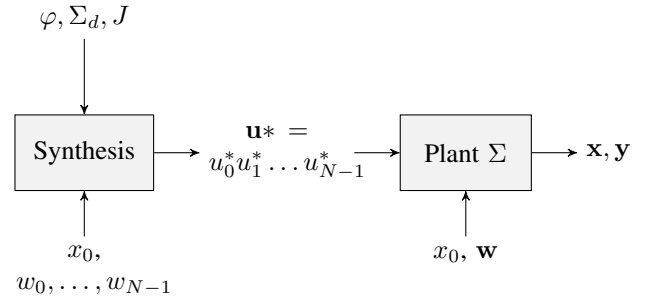 φ, Σ_d, J
Synthesis
u* =
u_0^* u_1^* … u_{N−1}^*
Plant Σ
x, y
x_0,
w_0, …, w_{N−1}
x_0, w